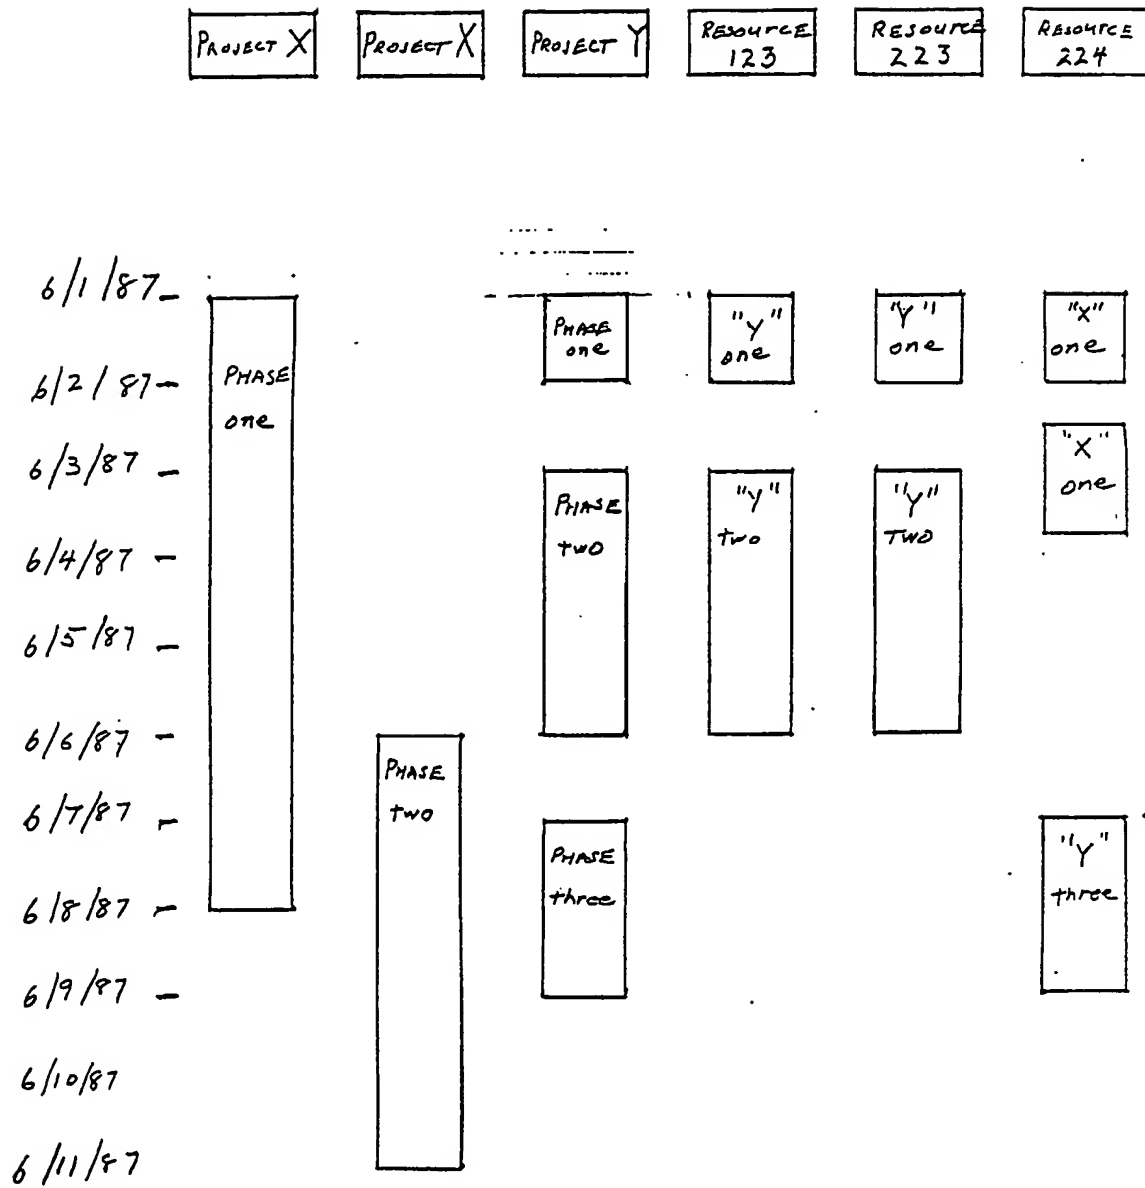 PROJECT X
PROJECT X
PROJECT Y
RESOURCE
123
RESOURCE
223
RESOURCE
224
6/1/87
6/2/87
6/3/87
6/4/87
6/5/87
6/6/87
6/7/87
6/8/87
6/9/87
6/10/87
6/11/87
PHASE
one
PHASE
two
PHASE
one
PHASE
TWO
PHASE
three
"Y"
one
"Y"
two
"Y"
one
"Y"
TWO
"X"
one
"X"
one
"Y"
three